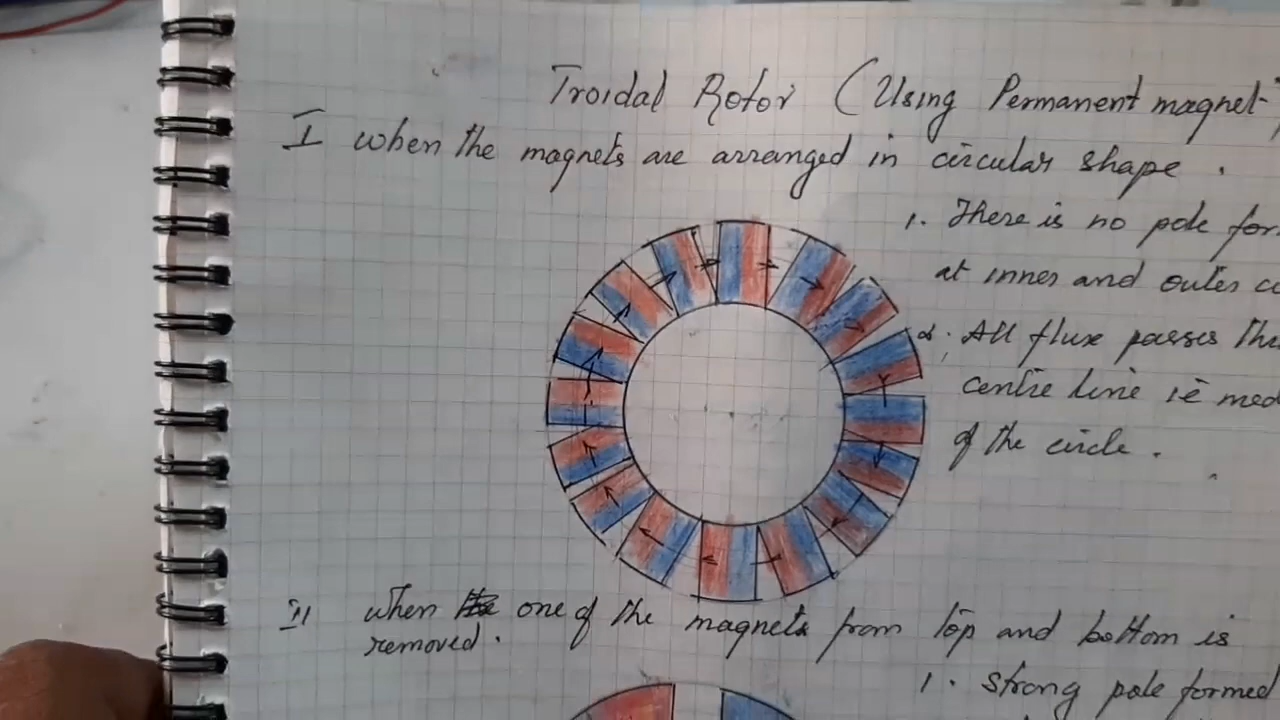 Troidal Rotor (Using Permanent magnet)
I when the magnets are arranged in circular shape .
1. There is no pole for
at inner and outer
2. All flux passes
centre line ie
of the circle .
II when one of the magnets from top and bottom is
removed .
1. strong pole formed